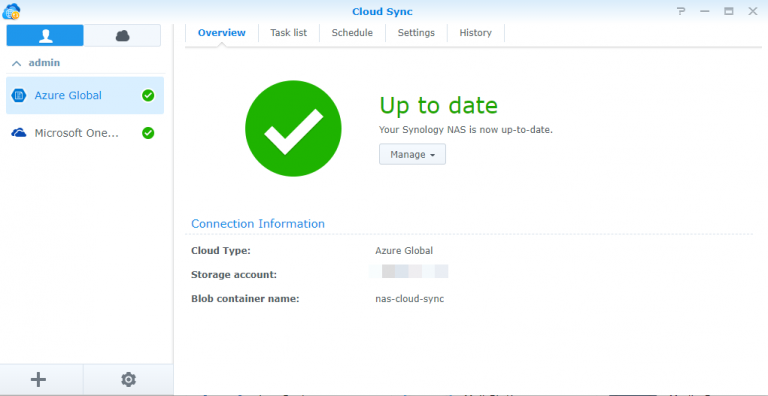 Cloud Sync
Overview Task list Schedule Settings History
admin
Azure Global
Microsoft One...
Up to date
Your Synology NAS is now up-to-date.
Manage
Connection Information
Cloud Type: Azure Global
Storage account:
Blob container name: nas-cloud-sync